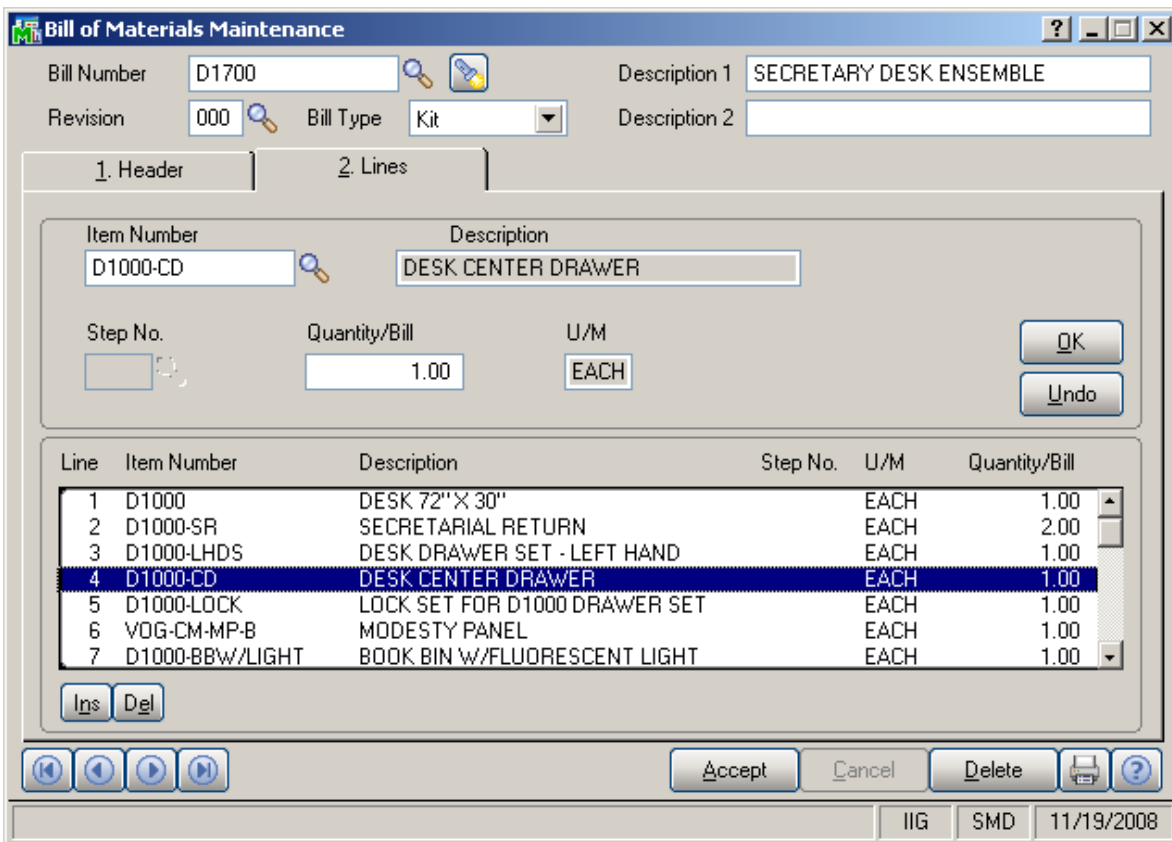 Bill of Materials Maintenance ?
Bill Number D1700 Description 1 SECRETARY DESK ENSEMBLE
Revision 000 Bill Type Kit Description 2
1. Header 2. Lines
Item Number Description
D1000-CD DESK CENTER DRAWER
Step No. Quantity/Bill U/M
1.00 EACH
OK
Undo
Line Item Number Description Step No. U/M Quantity/Bill
1 D1000 DESK 72" X 30" EACH 1.00
2 D1000-SR SECRETARIAL RETURN EACH 2.00
3 D1000-LHDS DESK DRAWER SET - LEFT HAND EACH 1.00
4 D1000-CD DESK CENTER DRAWER EACH 1.00
5 D1000-LOCK LOCK SET FOR D1000 DRAWER SET EACH 1.00
6 VOG-CM-MP-B MODESTY PANEL EACH 1.00
7 D1000-BBW/LIGHT BOOK BIN W/FLUORESCENT LIGHT EACH 1.00
Ins Del
Accept Cancel Delete ?
IIG SMD 11/19/2008